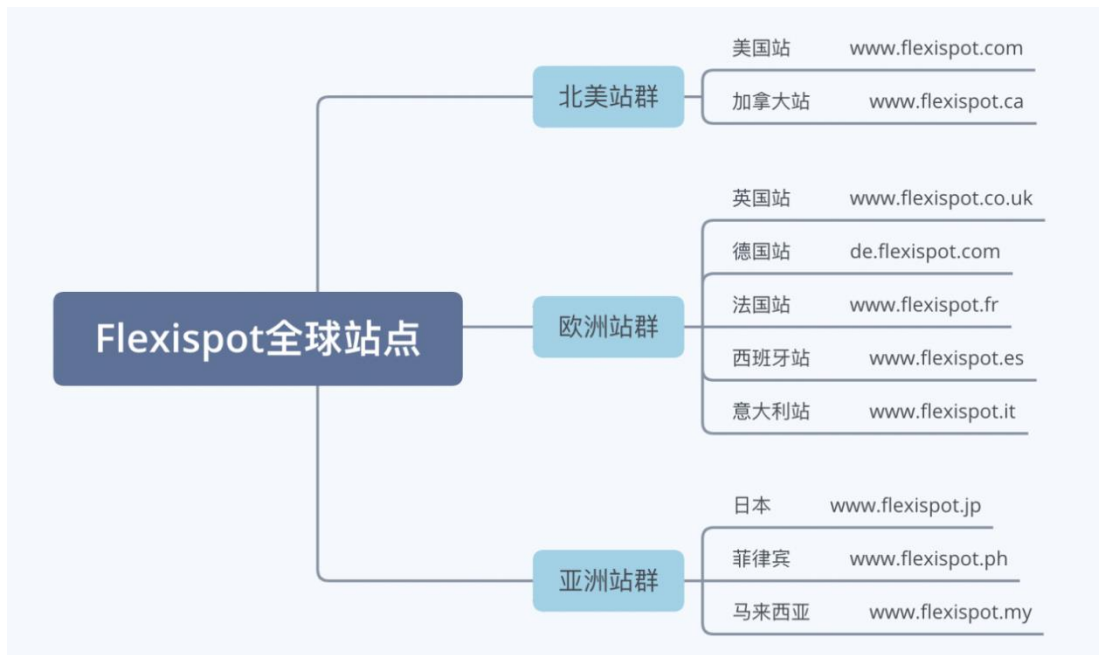 Flexispot全球站点
北美站群
美国站 www.flexispot.com
加拿大站 www.flexispot.ca
欧洲站群
英国站 www.flexispot.co.uk
德国站 de.flexispot.com
法国站 www.flexispot.fr
西班牙站 www.flexispot.es
意大利站 www.flexispot.it
亚洲站群
日本 www.flexispot.jp
菲律宾 www.flexispot.ph
马来西亚 www.flexispot.my